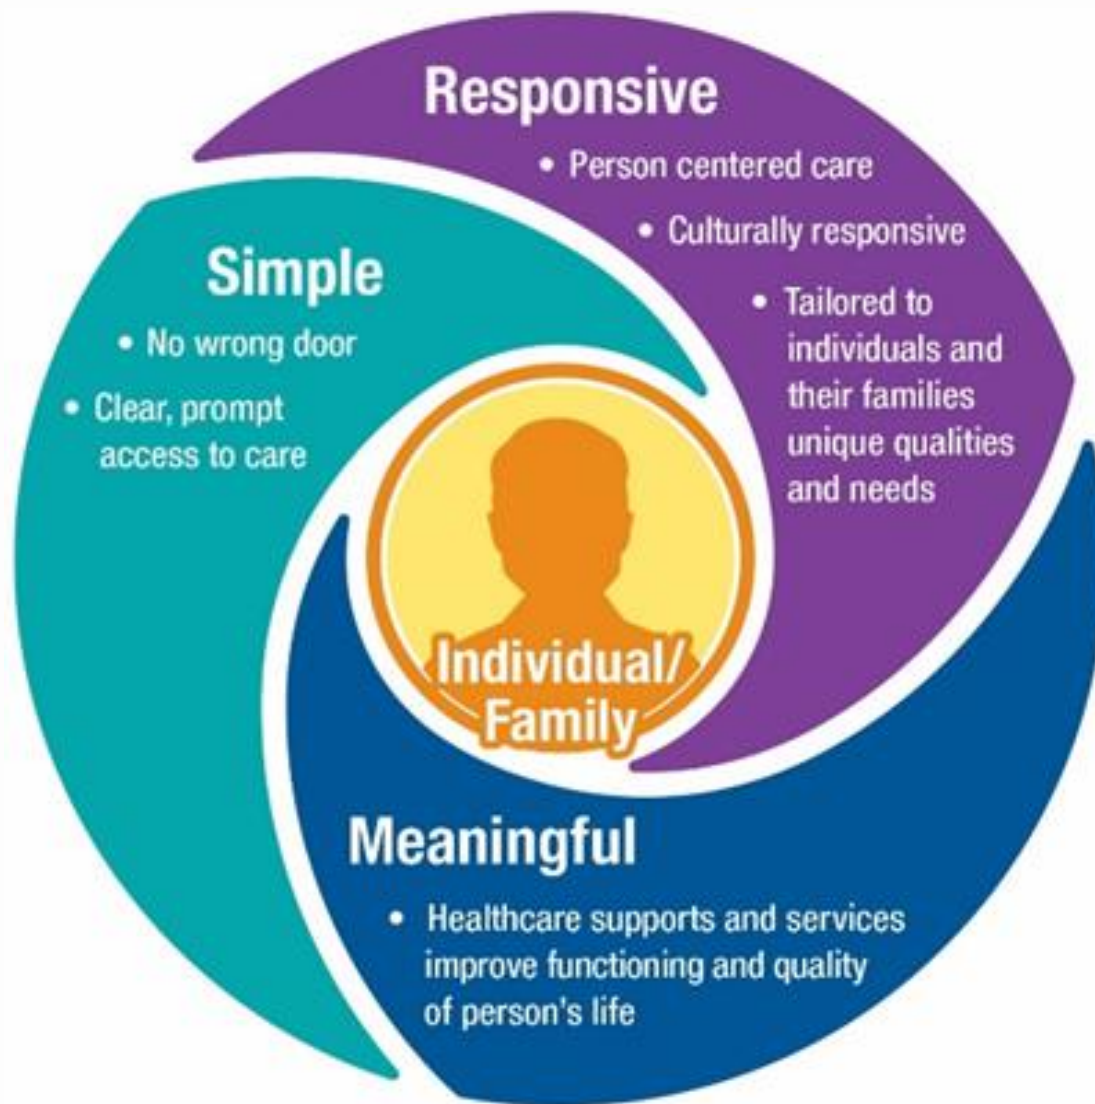 Responsive
• Person centered care
• Culturally responsive
• Tailored to
individuals and
their families
unique qualities
and needs
Simple
• No wrong door
• Clear, prompt
access to care
Individual/
Family
Meaningful
• Healthcare supports and services
improve functioning and quality
of person's life